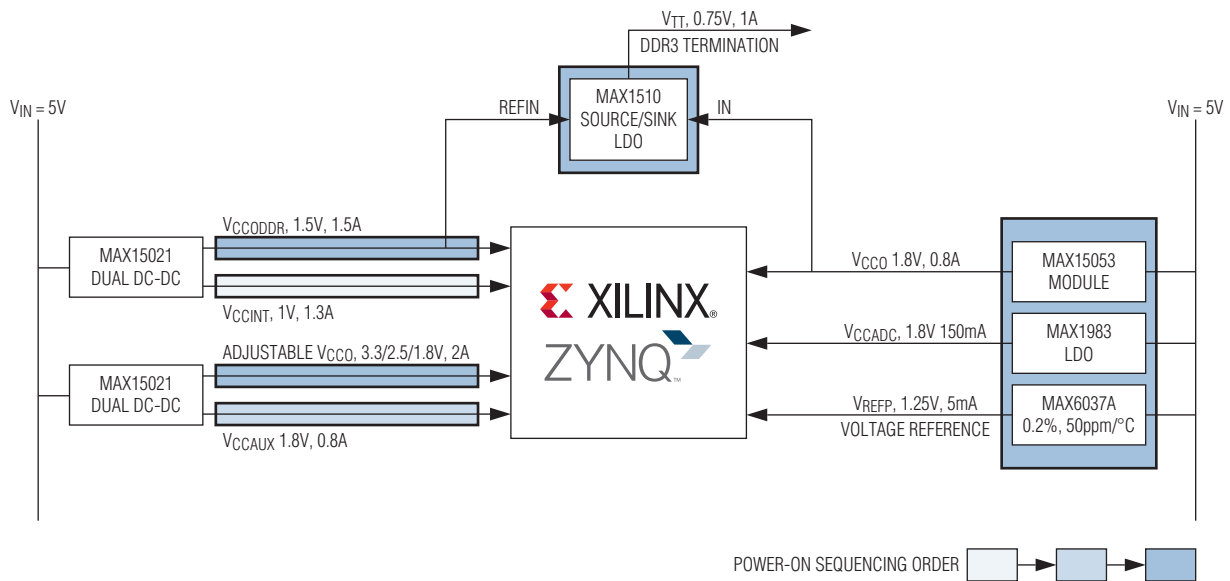 VTT, 0.75V, 1A
DDR3 TERMINATION
VIN = 5V
REFIN
MAX1510
SOURCE/SINK
LDO
IN
VIN = 5V
VCCODDR, 1.5V, 1.5A
MAX15021
DUAL DC-DC
VCCINT, 1V, 1.3A
ADJUSTABLE VCCO, 3.3/2.5/1.8V, 2A
MAX15021
DUAL DC-DC
VCCAUX 1.8V, 0.8A
XILINX®
ZYNQ™
VCCO 1.8V, 0.8A
MAX15053
MODULE
VCCADC, 1.8V 150mA
MAX1983
LDO
VREFP, 1.25V, 5mA
VOLTAGE REFERENCE
MAX6037A
0.2%, 50ppm/°C
POWER-ON SEQUENCING ORDER